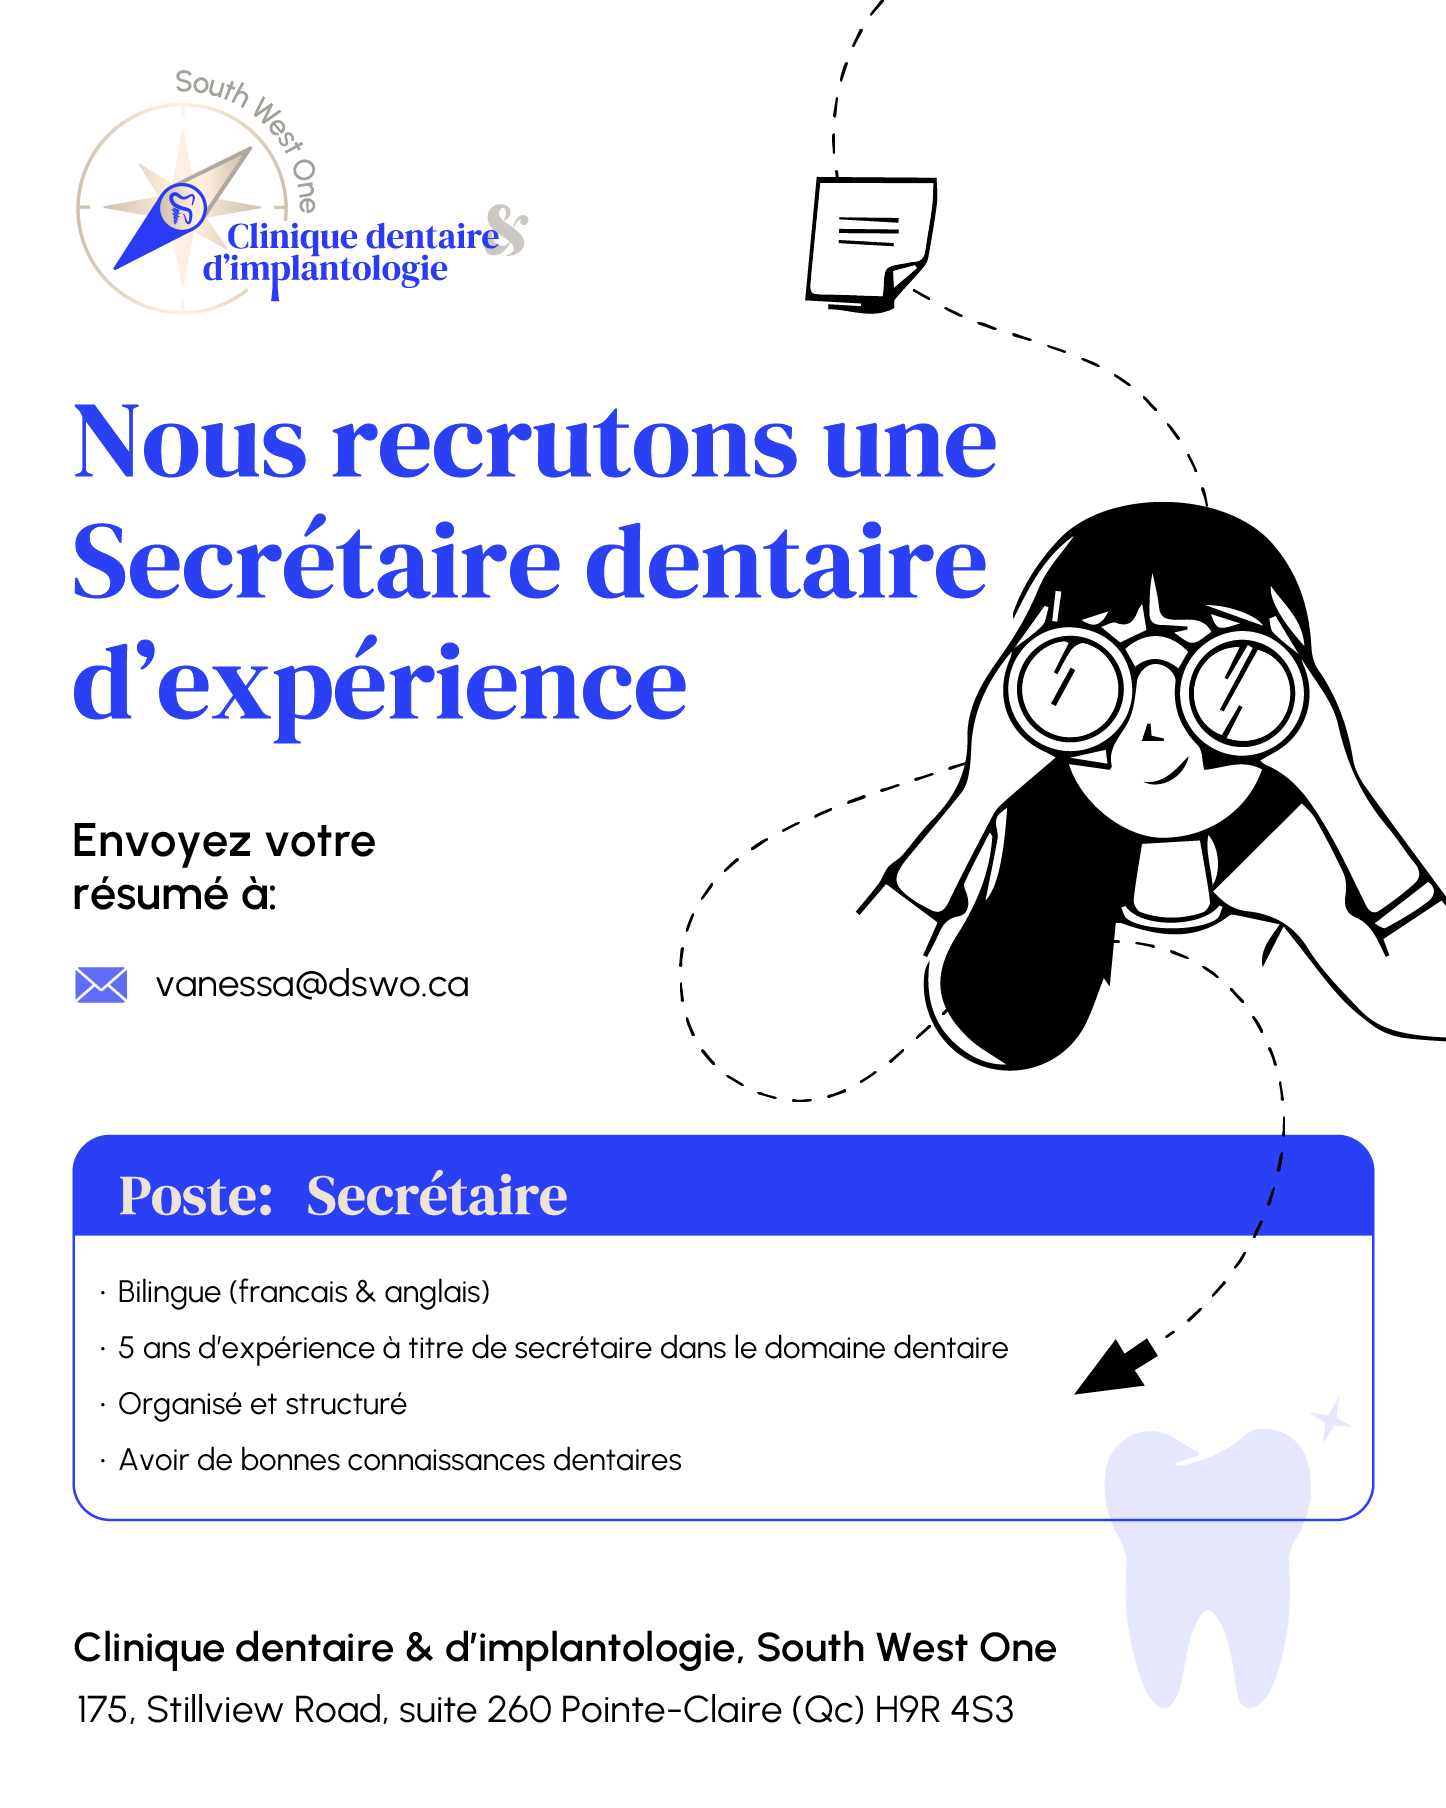 South West One
Clinique dentaire &
d'implantologie
Nous recrutons une
Secrétaire dentaire
d’expérience
Envoyez votre
résumé à:
vanessa@dswo.ca
Poste: Secrétaire
· Bilingue (francais & anglais)
· 5 ans d’expérience à titre de secrétaire dans le domaine dentaire
· Organisé et structuré
· Avoir de bonnes connaissances dentaires
Clinique dentaire & d’implantologie, South West One
175, Stillview Road, suite 260 Pointe-Claire (Qc) H9R 4S3